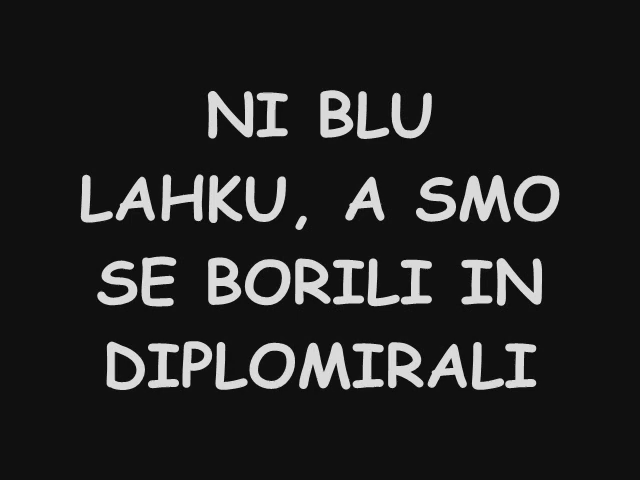 NI BLU
LAHKU, A SMO
SE BORILI IN
DIPLOMIRALI